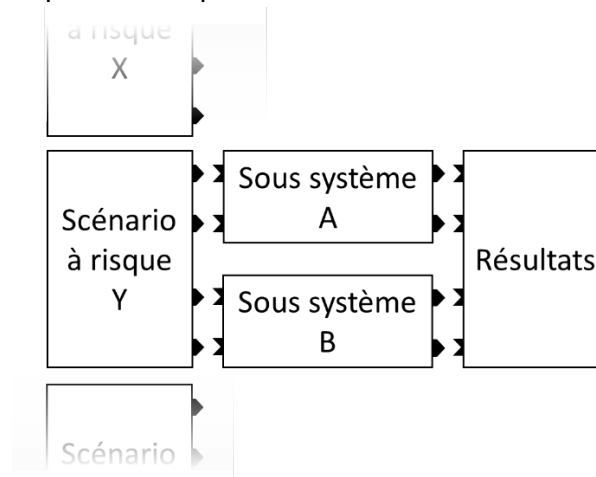 à risque
X
Scénario
à risque
Y
Sous système
A
Sous système
B
Résultats
Scénario